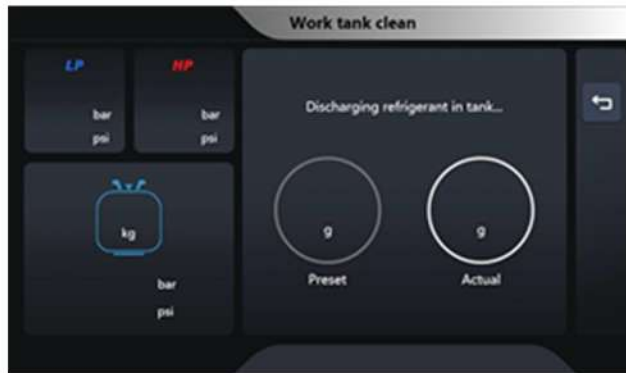 Work tank clean
LP
HP
bar
psi
bar
psi
Discharging refrigerant in tank...
kg
bar
psi
g
Preset
g
Actual